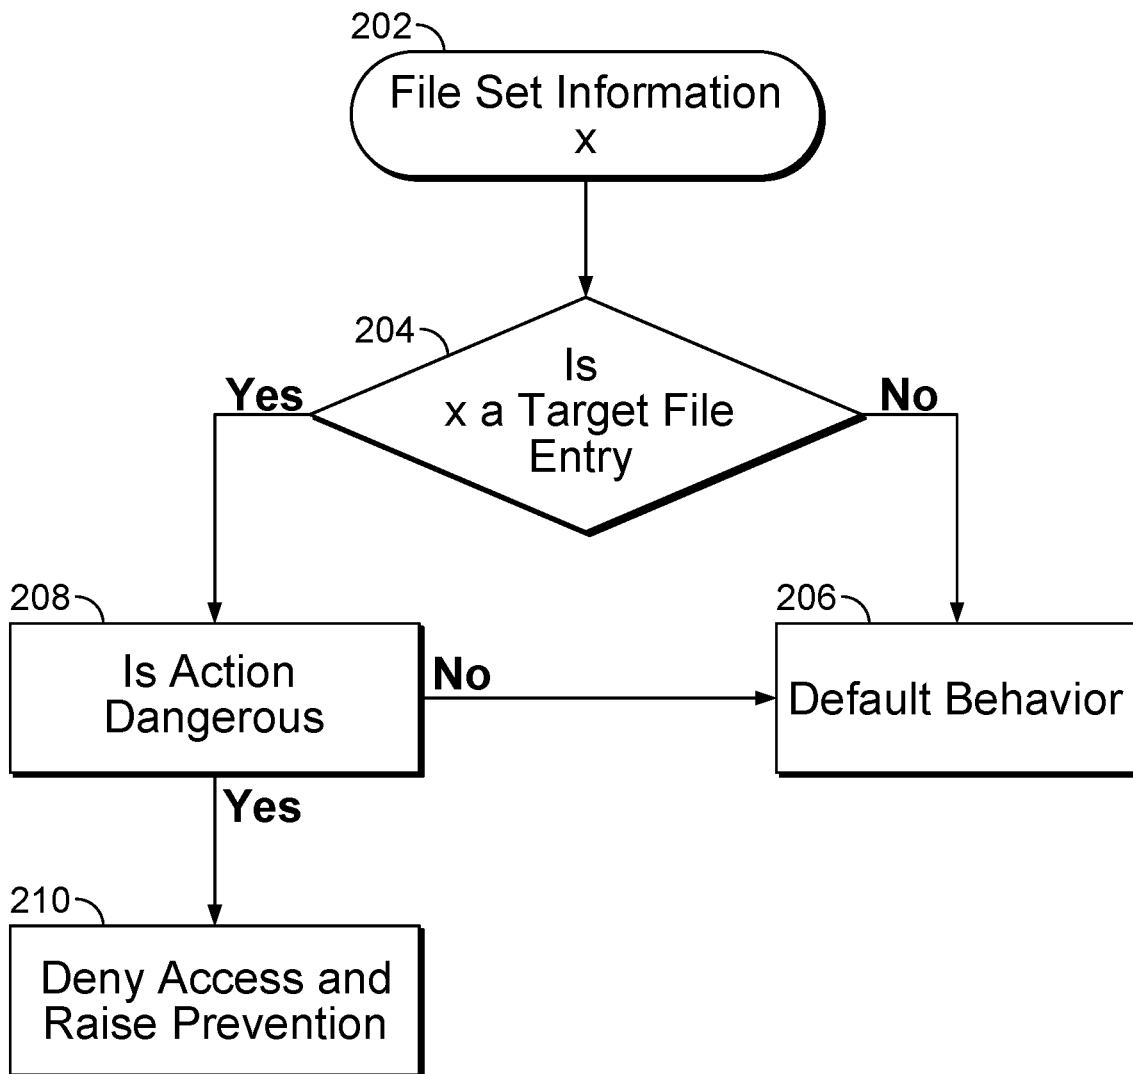 202
File Set Information
x
204
Is
x a Target File
Entry
Yes
No
208
Is Action
Dangerous
No
206
Default Behavior
Yes
210
Deny Access and
Raise Prevention